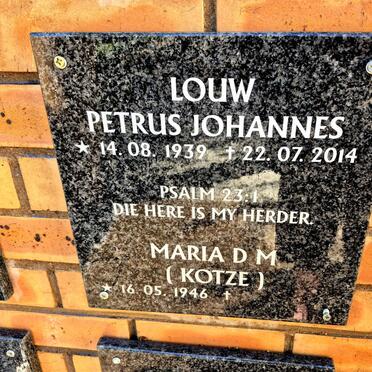 LOUW
PETRUS JOHANNES
★ 14. 08. 1939 † 22. 07. 2014
PSALM 23:1
DIE HERE IS MY HERDER.
MARIA D M
( KOTZE )
★ 16. 05. 1946 †